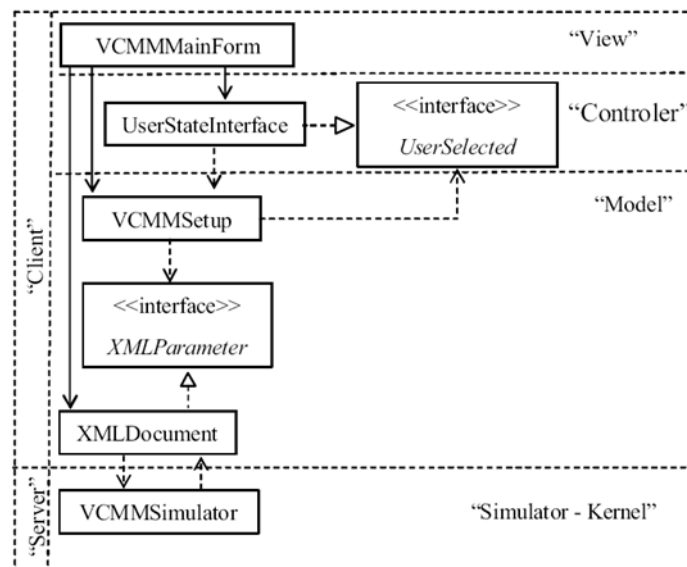 VCMMMainForm
“View”
UserStateInterface
<<interface>>
UserSelected
“Controler”
VCMMSetup
“Model”
“Client”
<<interface>>
XMLParameter
XMLDocument
“Server”
VCMMSimulator
“Simulator - Kernel”